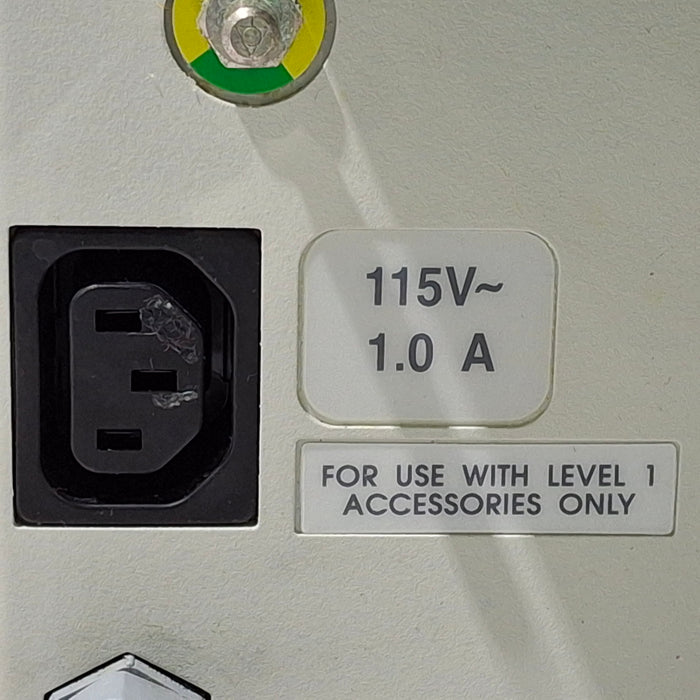 115V~
1.0 A
FOR USE WITH LEVEL 1
ACCESSORIES ONLY